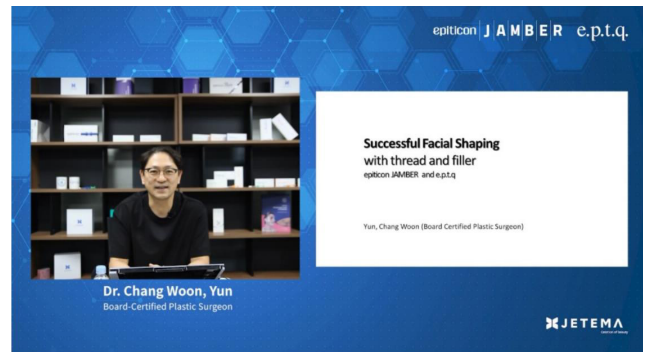 epiticon JAMBER e.p.t.q.
Successful Facial Shaping
with thread and filler
epiticon JAMBER and e.p.t.q
Yun, Chang Woon (Board Certified Plastic Surgeon)
Dr. Chang Woon, Yun
Board-Certified Plastic Surgeon
JETEMA